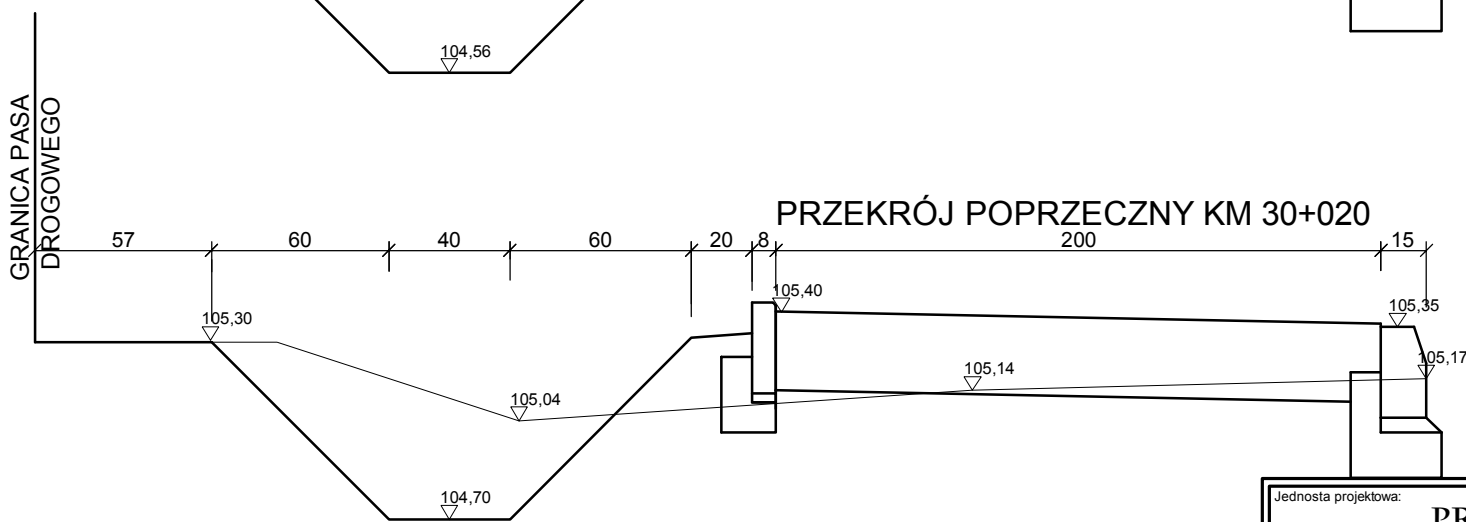 104,56
GRANICA PASA
DROGOWEGO
PRZEKRÓJ POPRZECZNY KM 30+020
57 60 40 60 20 8 200 15
105,40
105,30
105,35
105,14
105,17
105,04
104,70
Jednosta projektowa: